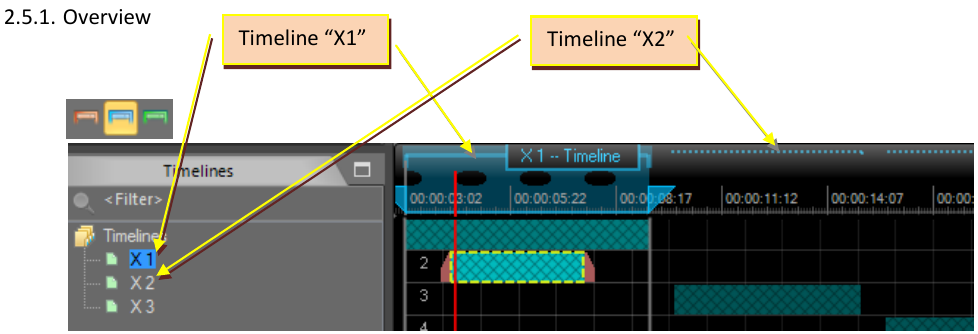 2.5.1. Overview
Timeline “X1”
Timeline “X2”
X 1 -- Timeline
Timelines
<Filter>
00:00:03:02 00:00:05:22 00:00:08:17 00:00:11:12 00:00:14:07 00:00:
Timelines
X 1
X 2
X 3
2
3
4